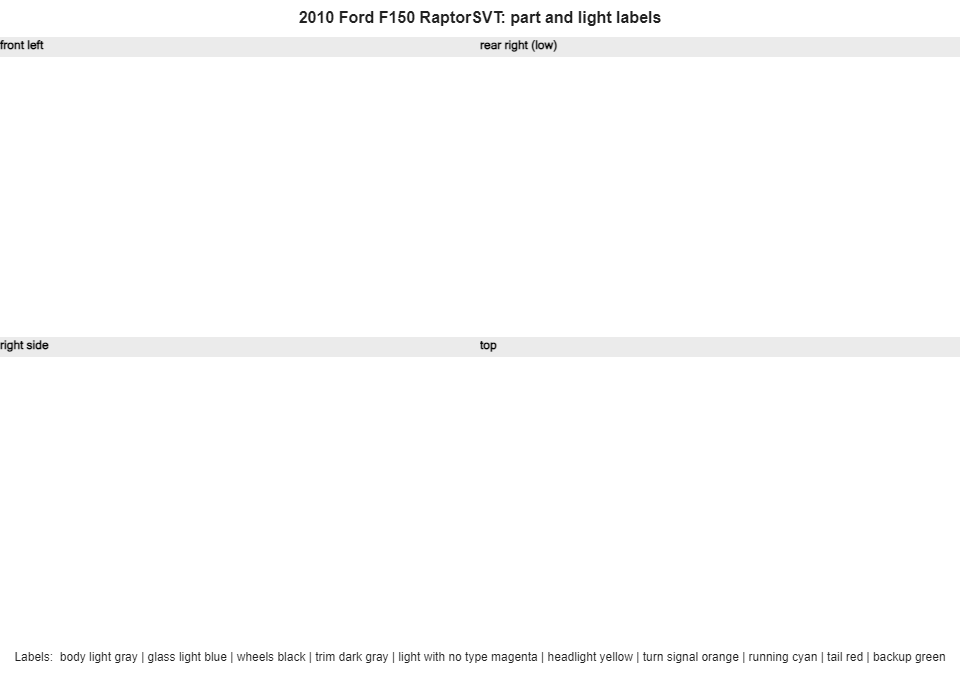 2010 Ford F150 RaptorSVT: part and light labels
front left
rear right (low)
right side
top
Labels: body light gray | glass light blue | wheels black | trim dark gray | light with no type magenta | headlight yellow | turn signal orange | running cyan | tail red | backup green